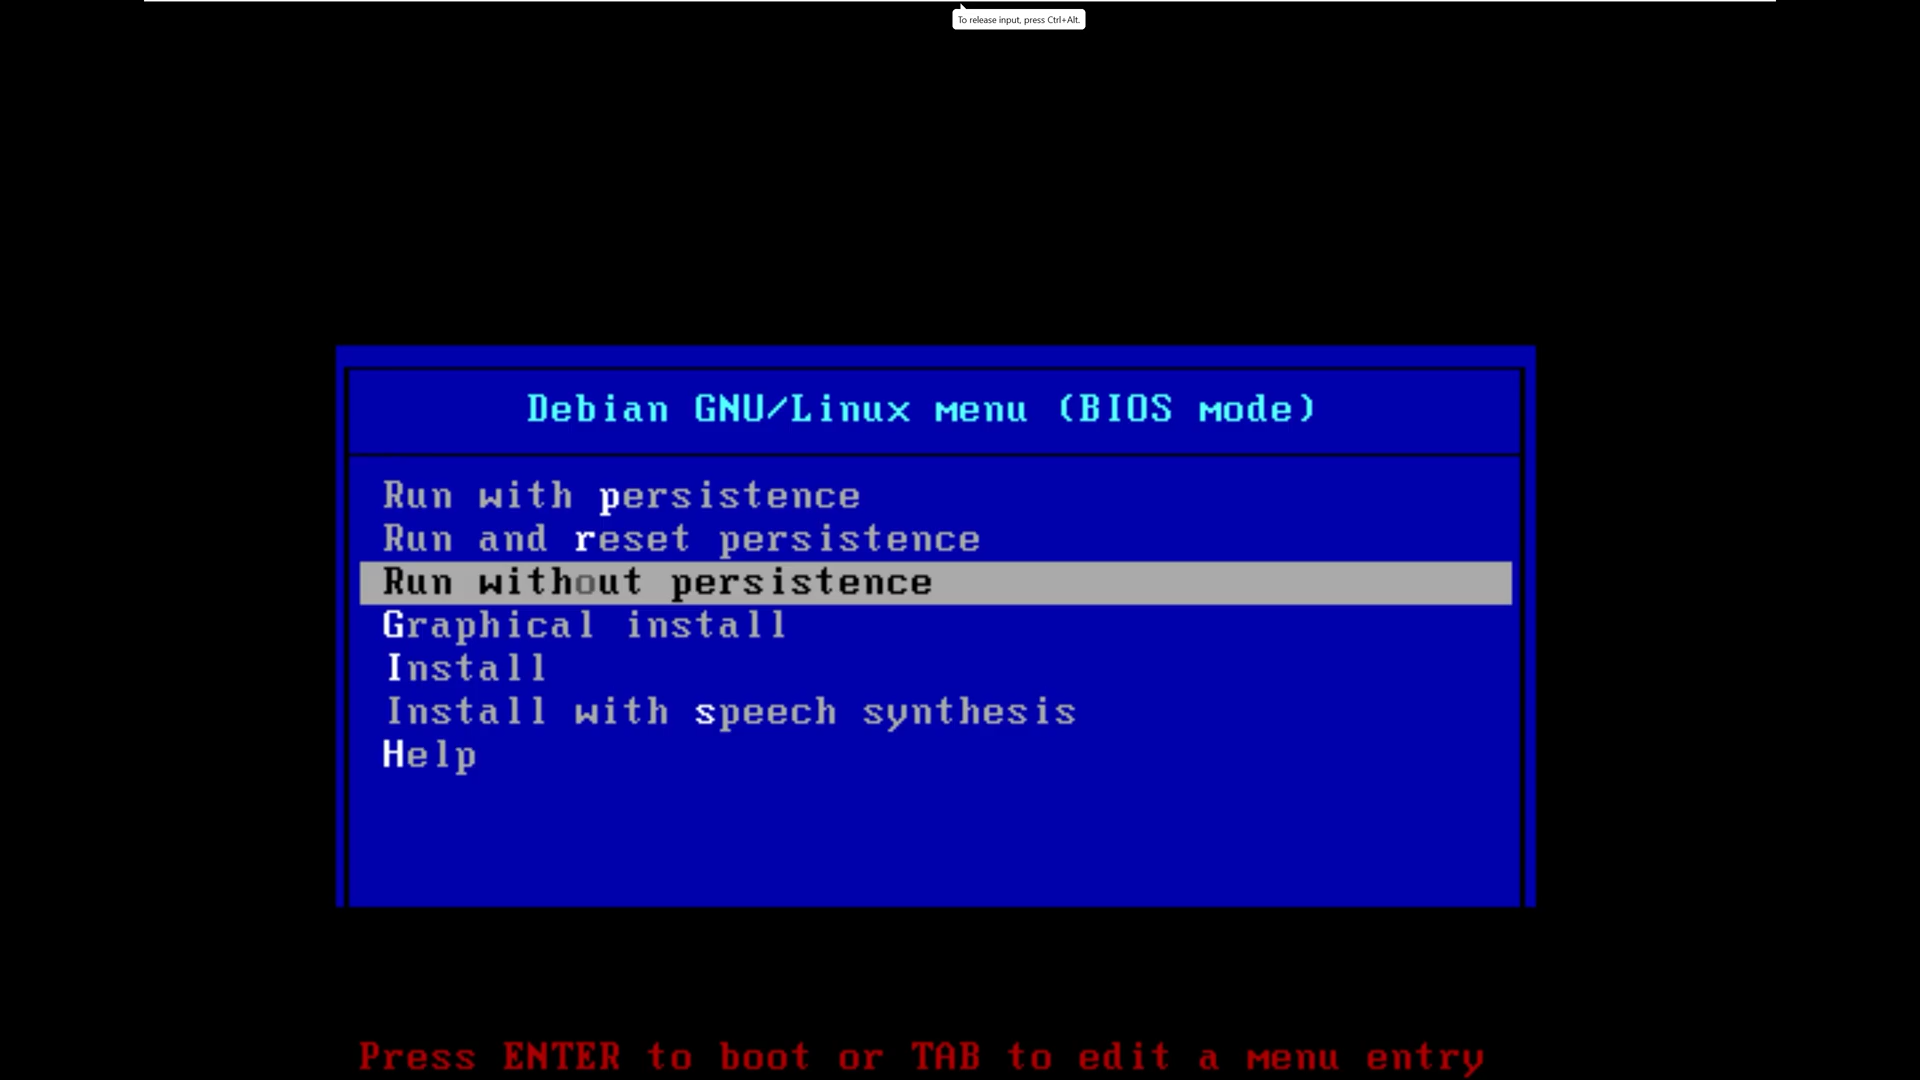 To release input, press Ctrl+Alt.
Debian GNU/Linux menu (BIOS mode)
Run with persistence
Run and reset persistence
Run without persistence
Graphical install
Install
Install with speech synthesis
Help
Press ENTER to boot or TAB to edit a menu entry